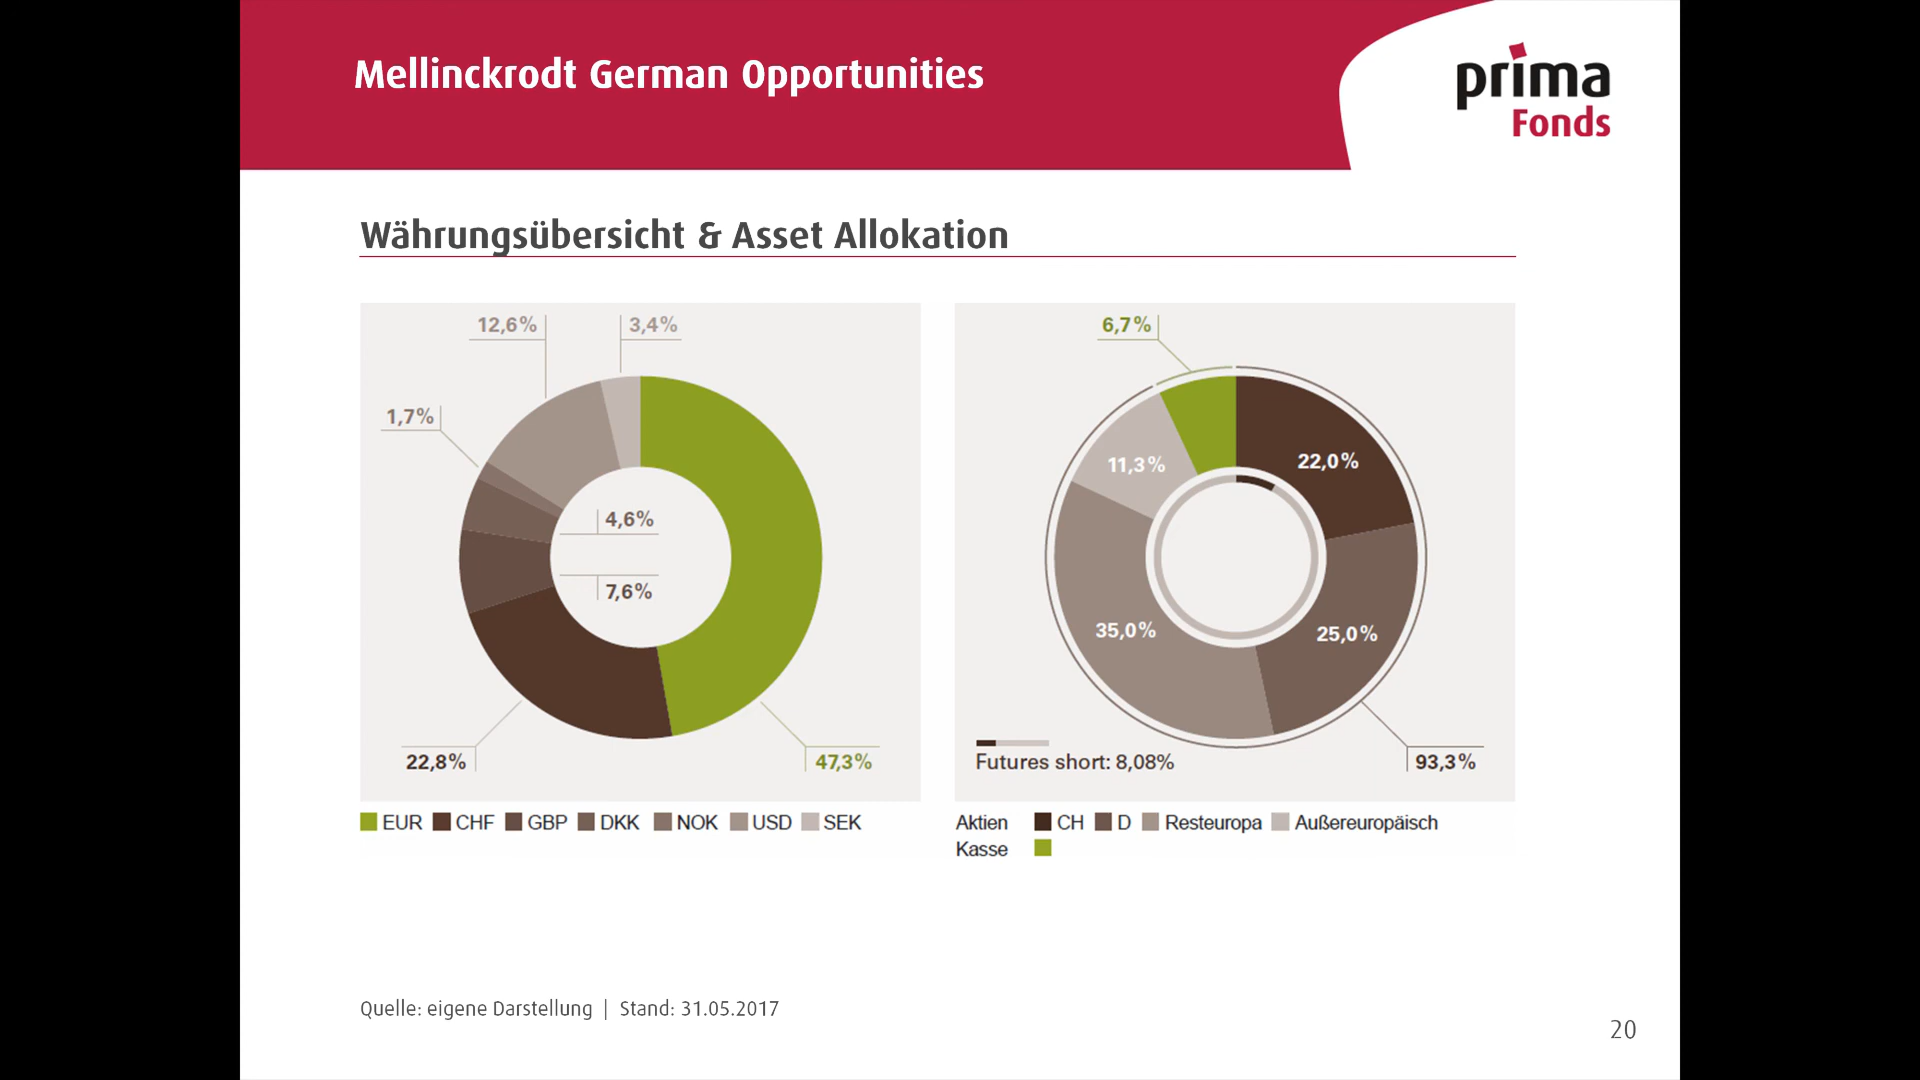 Mellinckrodt German Opportunities
prima
Fonds
Währungsübersicht & Asset Allokation
12,6%
3,4%
1,7%
4,6%
7,6%
22,8%
47,3%
EUR CHF GBP DKK NOK USD SEK
6,7%
11,3%
22,0%
35,0%
25,0%
Futures short: 8,08%
93,3%
Aktien CH D Resteuropa Außereuropäisch
Kasse
Quelle: eigene Darstellung | Stand: 31.05.2017
20